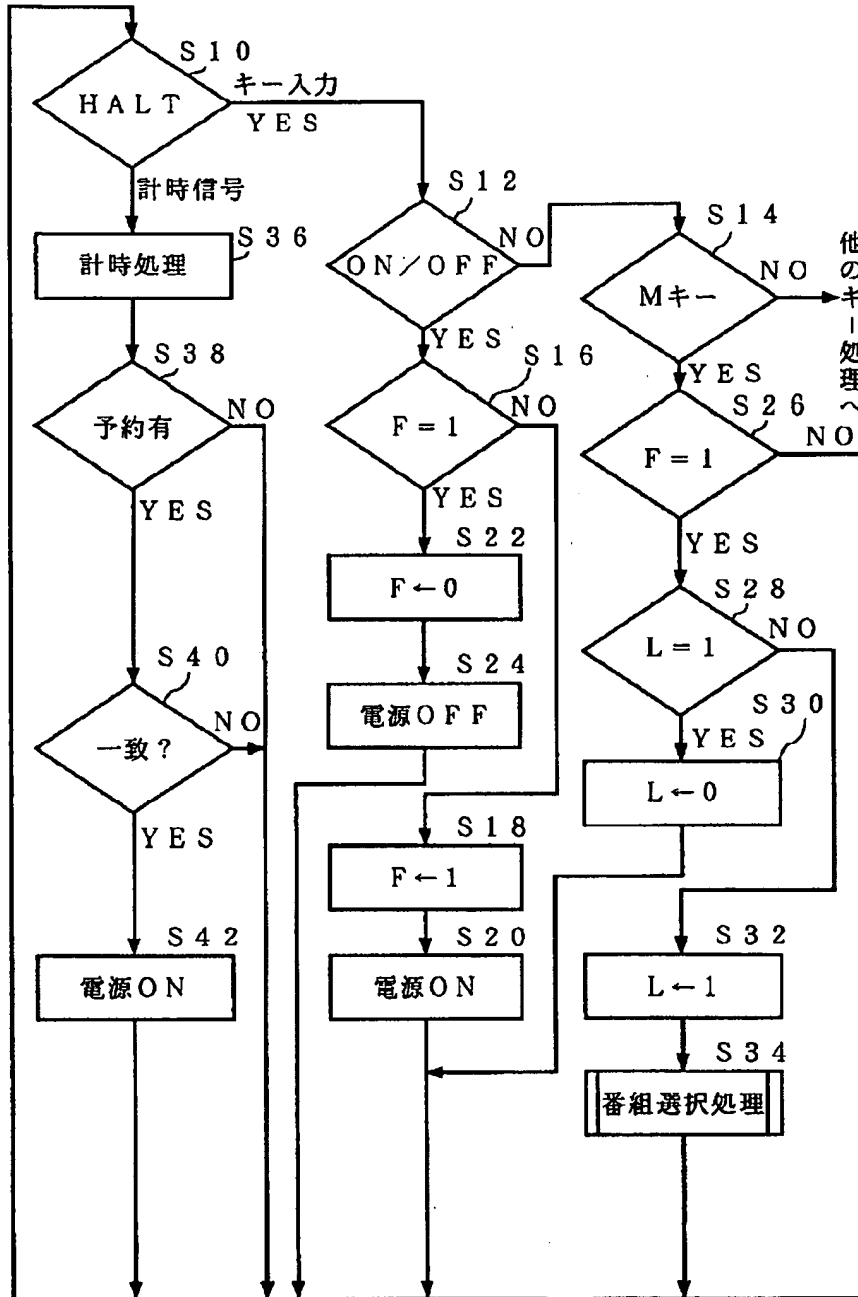 S10
HALT
キー入力
YES
計時信号
S36
計時処理
S38
予約有
NO
YES
S40
一致?
NO
YES
S42
電源ON
S12
ON/OFF
NO
YES
S16
F=1
NO
YES
S22
F←0
S24
電源OFF
S18
F←1
S20
電源ON
S14
Mキー
NO
他のキー処理へ
YES
S26
F=1
NO
YES
S28
L=1
NO
YES
S30
L←0
S32
L←1
S34
番組選択処理